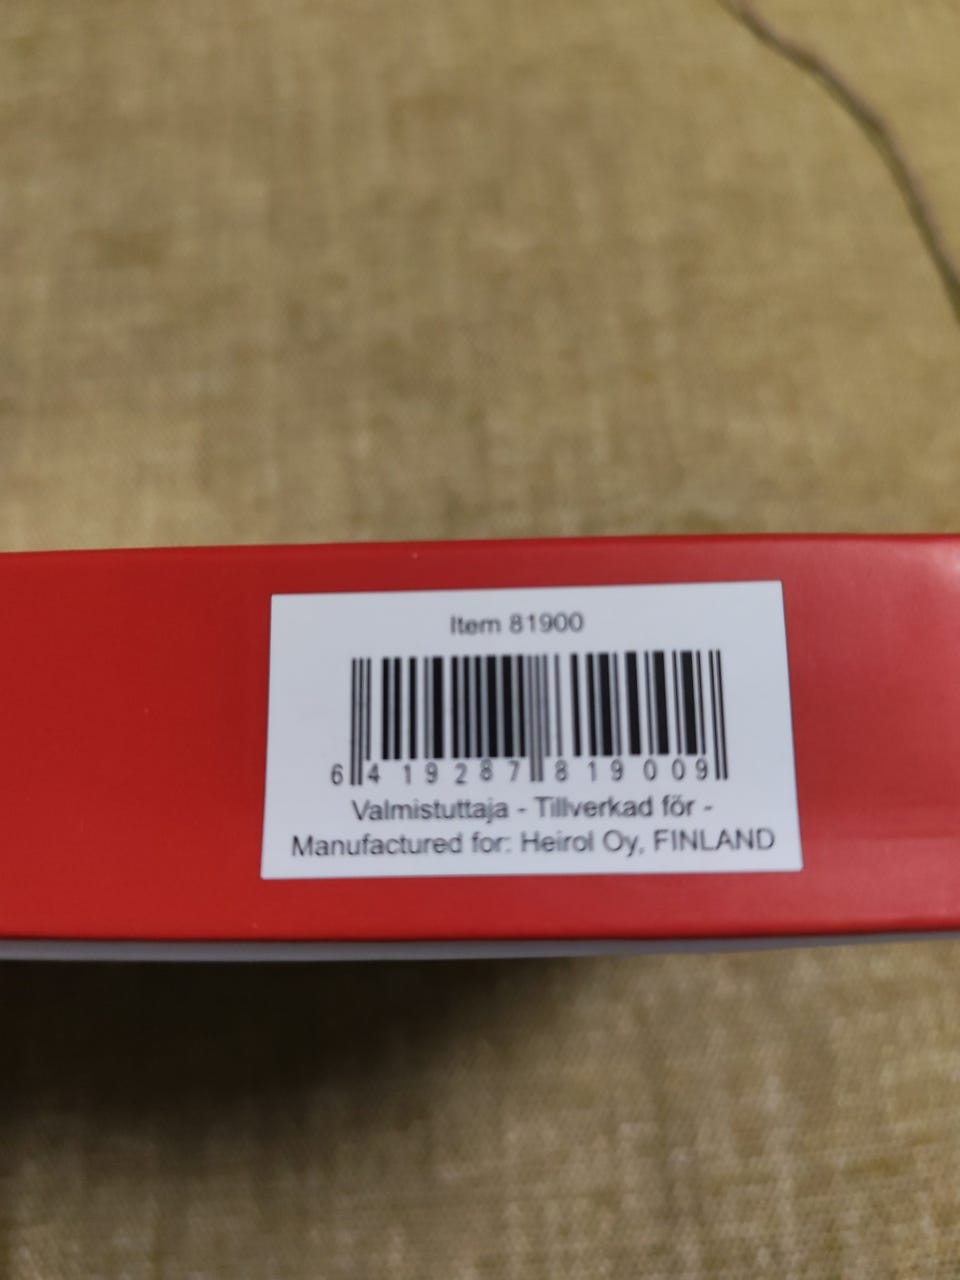 Item 81900
6 419287 819009
Valmistuttaja - Tillverkad för -
Manufactured for: Heirol Oy, FINLAND